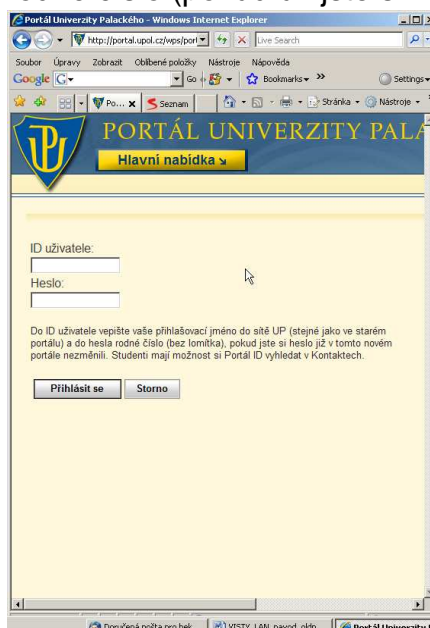 Portál Univerzity Palackého - Windows Internet Explorer
http://portal.upol.cz/wps/porl
Live Search
Soubor Úpravy Zobrazit Oblíbené položky Nástroje Nápověda
Google G Go Bookmarks Settings
Po... x Seznam Stránka Nástroje
PORTÁL UNIVERZITY PALÁ
UP
Hlavní nabídka
ID uživatele:
Heslo:
Do ID uživatele vepište vaše přihlašovací jméno do sítě UP (stejné jako ve starém
portálu) a do hesla rodné číslo (bez lomítka), pokud jste si heslo již v tomto novém
portále nezměnili. Studenti mají možnost si Portál ID vyhledat v Kontaktech.
Přihlásit se Storno
Doručená pošta pro hek
Portál Univerzity